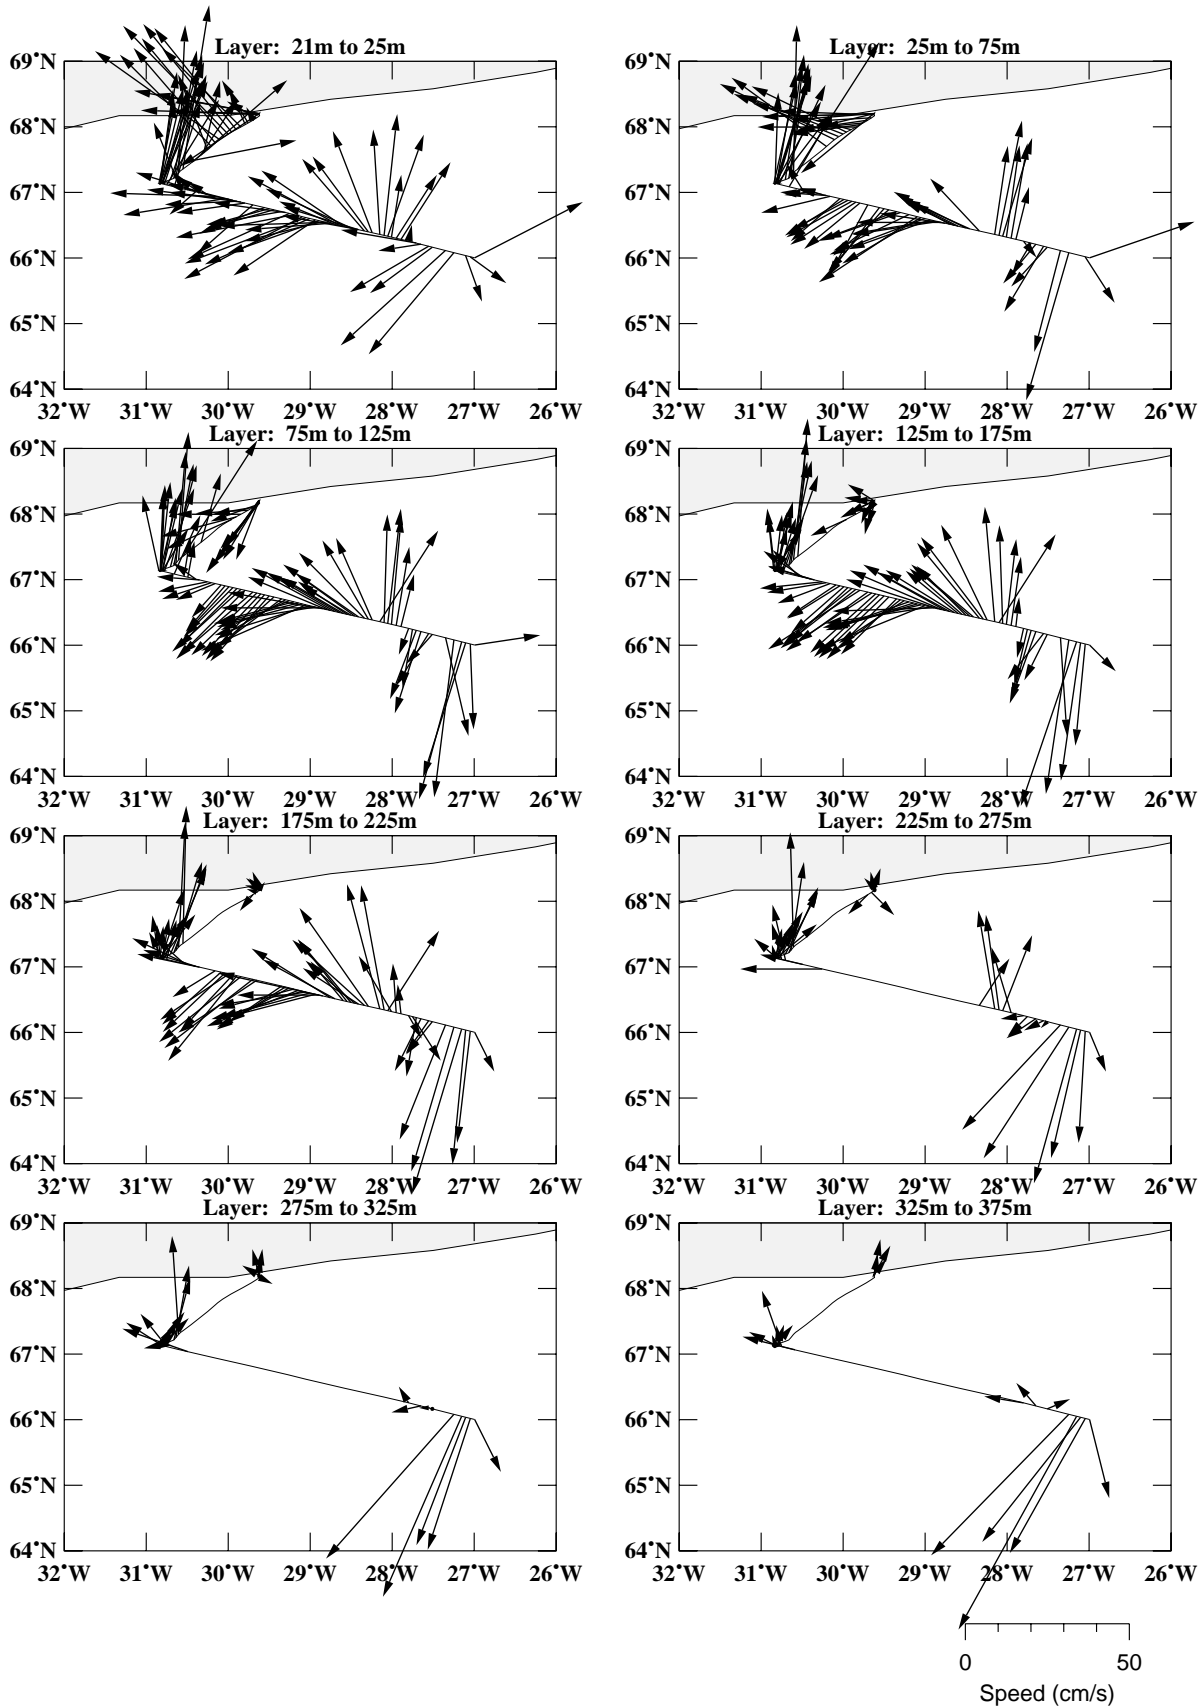 Layer: 21m to 25m
69°N
68°N
67°N
66°N
65°N
64°N
32°W 31°W 30°W 29°W 28°W 27°W 26°W
Layer: 25m to 75m
69°N
68°N
67°N
66°N
65°N
64°N
32°W 31°W 30°W 29°W 28°W 27°W 26°W
Layer: 75m to 125m
69°N
68°N
67°N
66°N
65°N
64°N
32°W 31°W 30°W 29°W 28°W 27°W 26°W
Layer: 125m to 175m
69°N
68°N
67°N
66°N
65°N
64°N
32°W 31°W 30°W 29°W 28°W 27°W 26°W
Layer: 175m to 225m
69°N
68°N
67°N
66°N
65°N
64°N
32°W 31°W 30°W 29°W 28°W 27°W 26°W
Layer: 225m to 275m
69°N
68°N
67°N
66°N
65°N
64°N
32°W 31°W 30°W 29°W 28°W 27°W 26°W
Layer: 275m to 325m
69°N
68°N
67°N
66°N
65°N
64°N
32°W 31°W 30°W 29°W 28°W 27°W 26°W
Layer: 325m to 375m
69°N
68°N
67°N
66°N
65°N
64°N
32°W 31°W 30°W 29°W 28°W 27°W 26°W
0 50
Speed (cm/s)